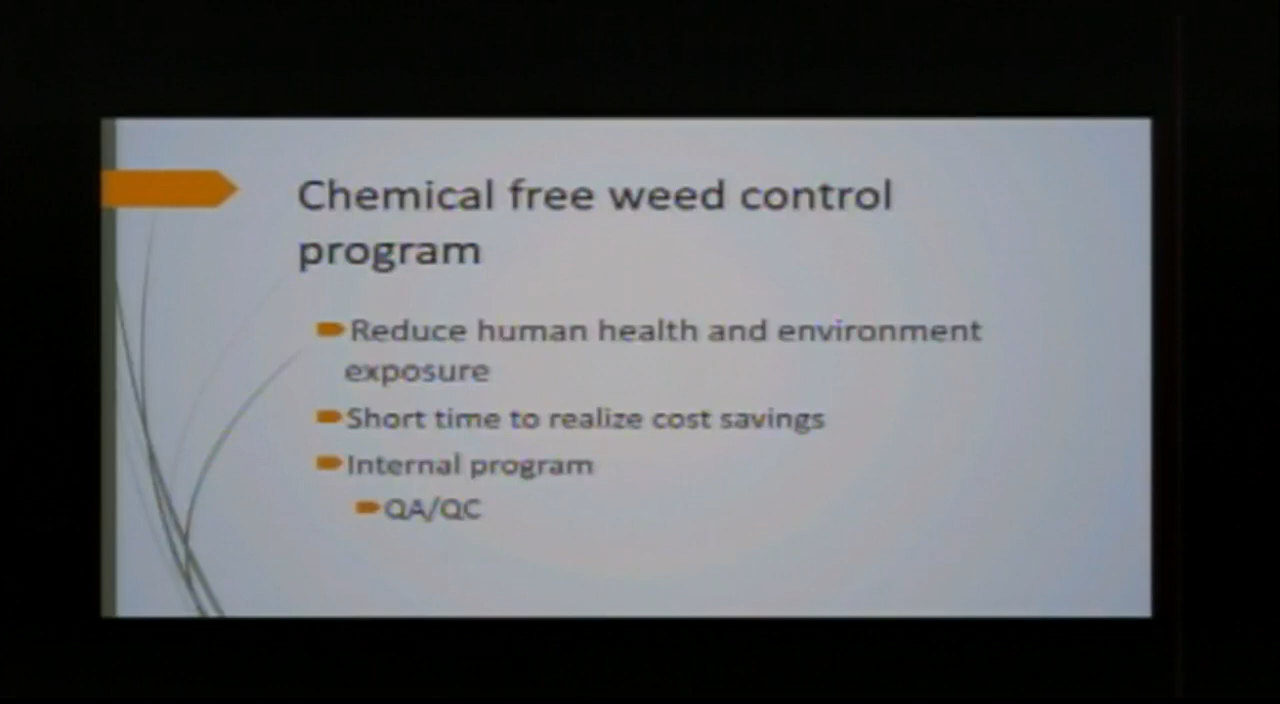 Chemical free weed control
program
Reduce human health and environment
exposure
Short time to realize cost savings
Internal program
QA/QC